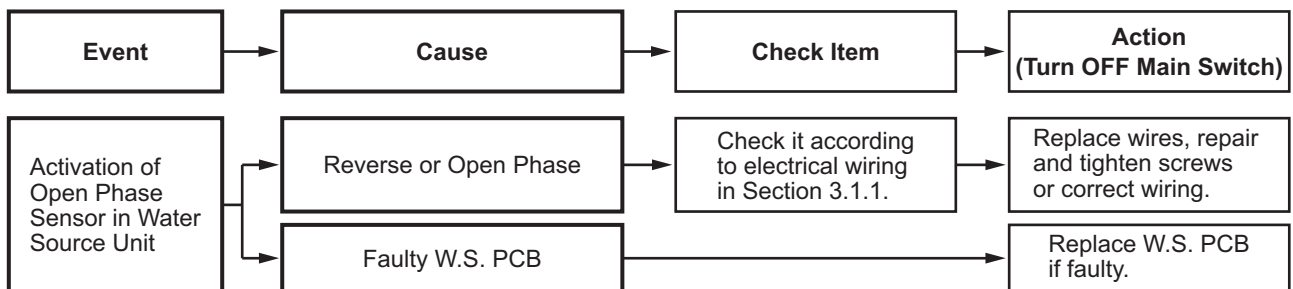 Event
Cause
Check Item
Action
(Turn OFF Main Switch)
Activation of
Open Phase
Sensor in Water
Source Unit
Reverse or Open Phase
Check it according
to electrical wiring
in Section 3.1.1.
Replace wires, repair
and tighten screws
or correct wiring.
Faulty W.S. PCB
Replace W.S. PCB
if faulty.